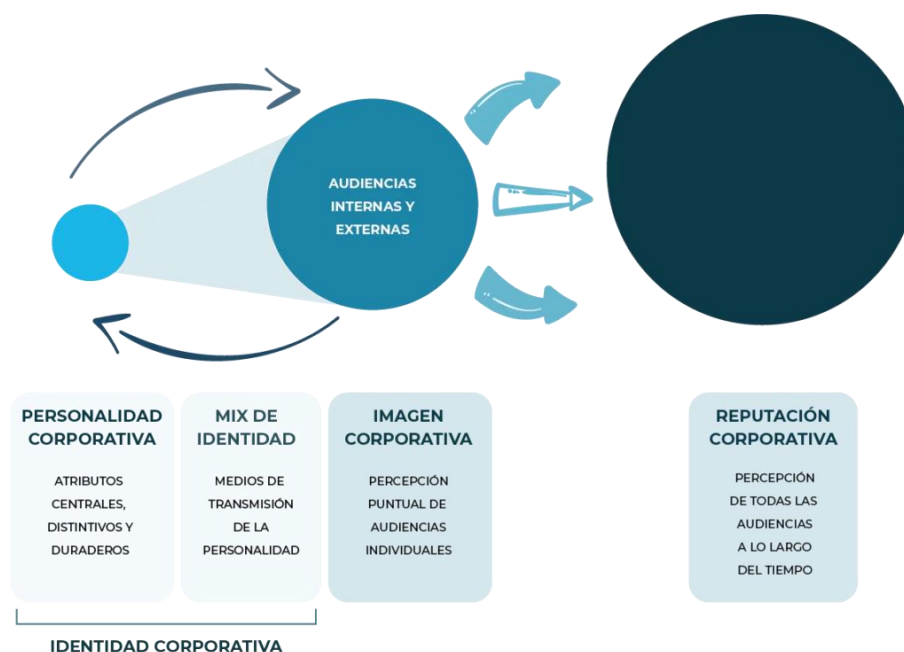 AUDIENCIAS
INTERNAS Y
EXTERNAS
PERSONALIDAD
CORPORATIVA
ATRIBUTOS
CENTRALES,
DISTINTIVOS Y
DURADEROS
MIX DE
IDENTIDAD
MEDIOS DE
TRANSMISIÓN
DE LA
PERSONALIDAD
IMAGEN
CORPORATIVA
PERCEPCIÓN
PUNTUAL DE
AUDIENCIAS
INDIVIDUALES
REPUTACIÓN
CORPORATIVA
PERCEPCIÓN
DE TODAS LAS
AUDIENCIAS
A LO LARGO
DEL TIEMPO
IDENTIDAD CORPORATIVA